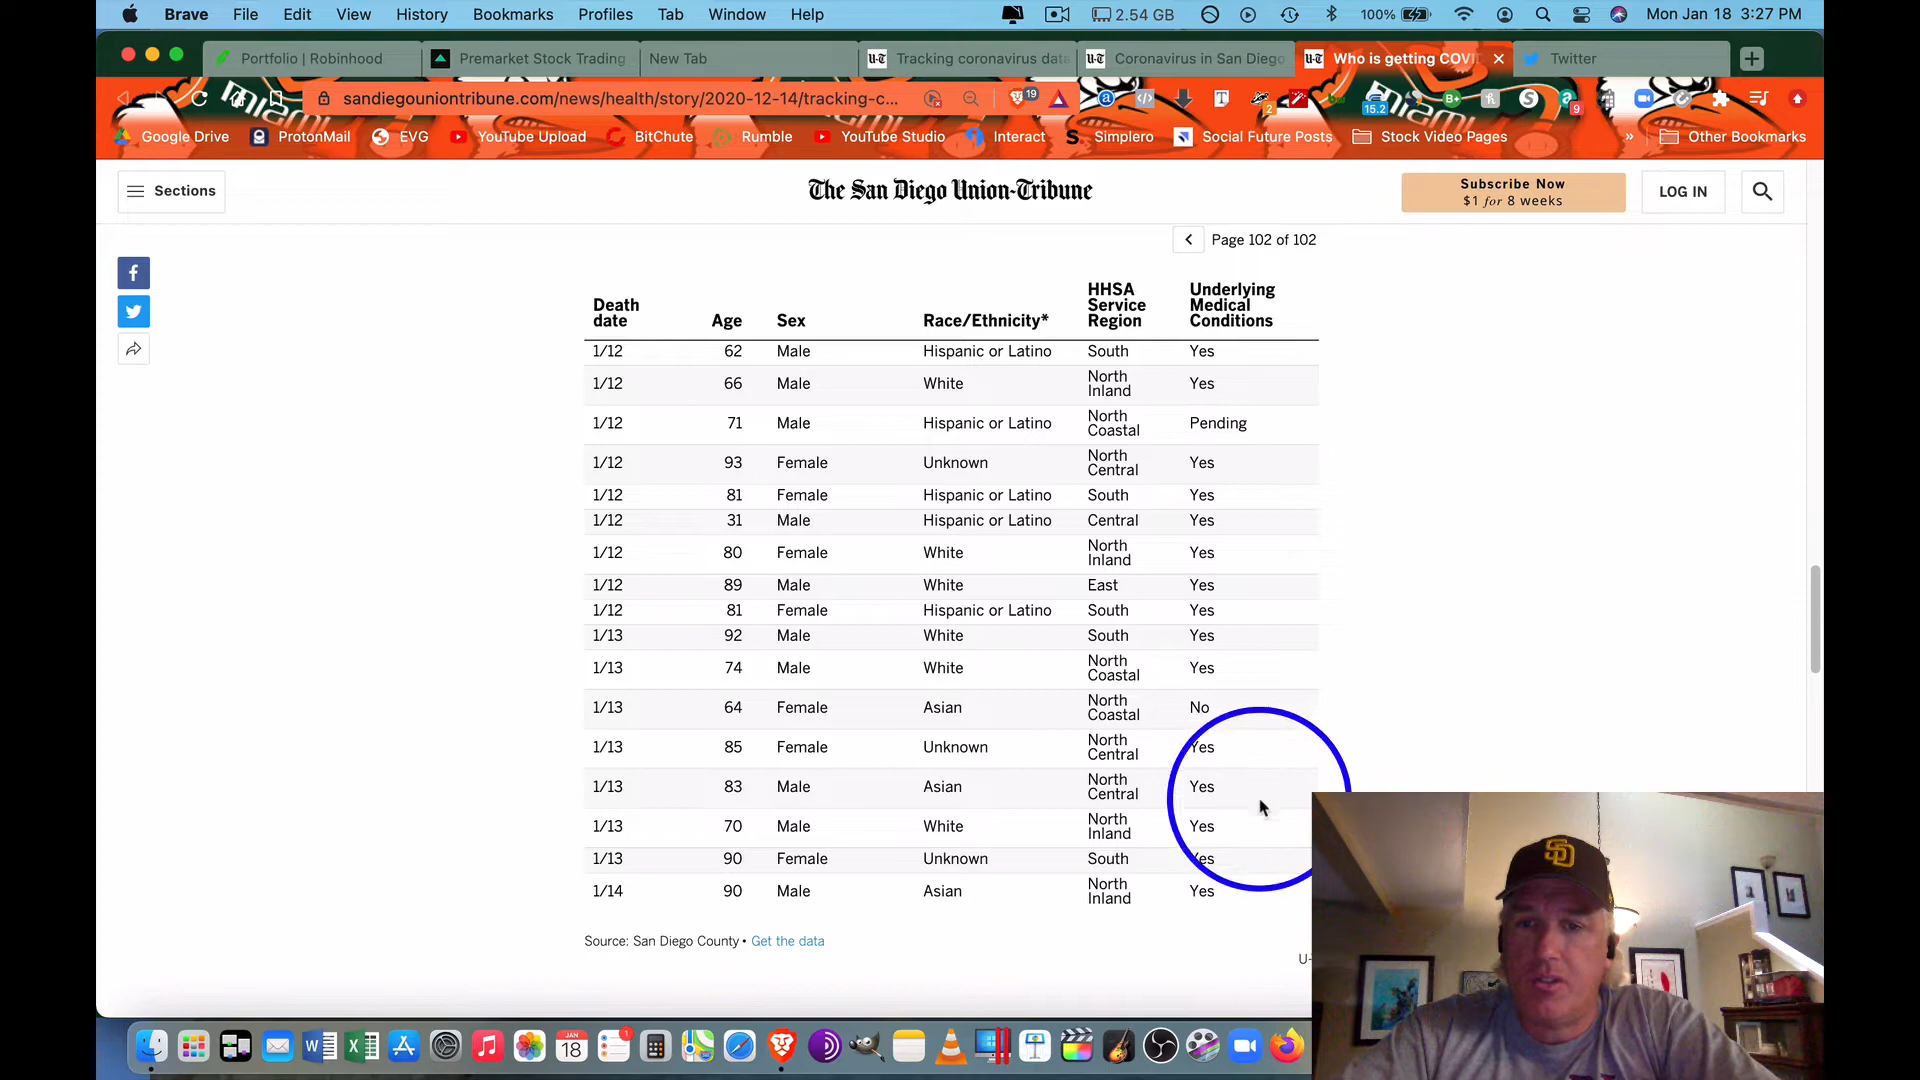 Brave File Edit View History Bookmarks Profiles Tab Window Help 2.54 GB 100% Mon Jan 18 3:27 PM
Portfolio | Robinhood Premarket Stock Trading New Tab Tracking coronavirus data Coronavirus in San Diego Who is getting COVI Twitter
sandiegouniontribune.com/news/health/story/2020-12-14/tracking-c... 19 2 15.2 B+ 9
Google Drive ProtonMail EVG YouTube Upload BitChute Rumble YouTube Studio Interact Simplero Social Future Posts Stock Video Pages » Other Bookmarks
Sections The San Diego Union-Tribune Subscribe Now LOG IN
$1 for 8 weeks
Page 102 of 102
Death date Age Sex Race/Ethnicity* HHSA Service Region Underlying Medical Conditions
1/12 62 Male Hispanic or Latino South Yes
1/12 66 Male White North Inland Yes
1/12 71 Male Hispanic or Latino North Coastal Pending
1/12 93 Female Unknown North Central Yes
1/12 81 Female Hispanic or Latino South Yes
1/12 31 Male Hispanic or Latino Central Yes
1/12 80 Female White North Inland Yes
1/12 89 Male White East Yes
1/12 81 Female Hispanic or Latino South Yes
1/13 92 Male White South Yes
1/13 74 Male White North Coastal Yes
1/13 64 Female Asian North Coastal No
1/13 85 Female Unknown North Central Yes
1/13 83 Male Asian North Central Yes
1/13 70 Male White North Inland Yes
1/13 90 Female Unknown South Yes
1/14 90 Male Asian North Inland Yes
Source: San Diego County • Get the data
U-
JAN 18 1
SD